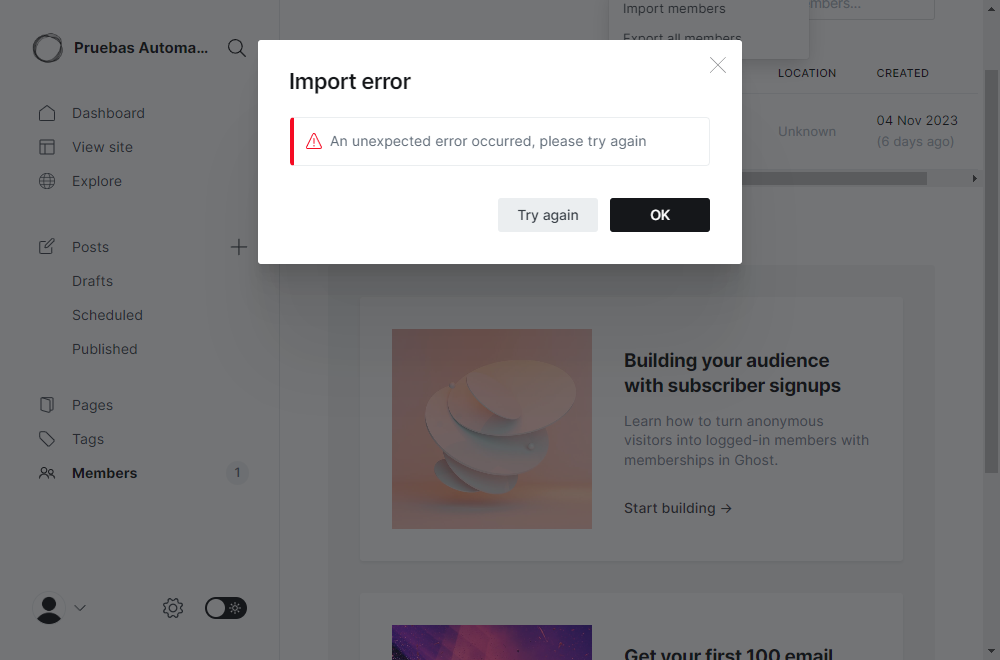 Pruebas Automa...
Dashboard
View site
Explore
Posts
Drafts
Scheduled
Published
Pages
Tags
Members
1
Import members
Export all members
LOCATION
CREATED
Unknown
04 Nov 2023
(6 days ago)
Import error
An unexpected error occurred, please try again
Try again
OK
Building your audience
with subscriber signups
Learn how to turn anonymous
visitors into logged-in members with
memberships in Ghost.
Start building →
Get your first 100 email